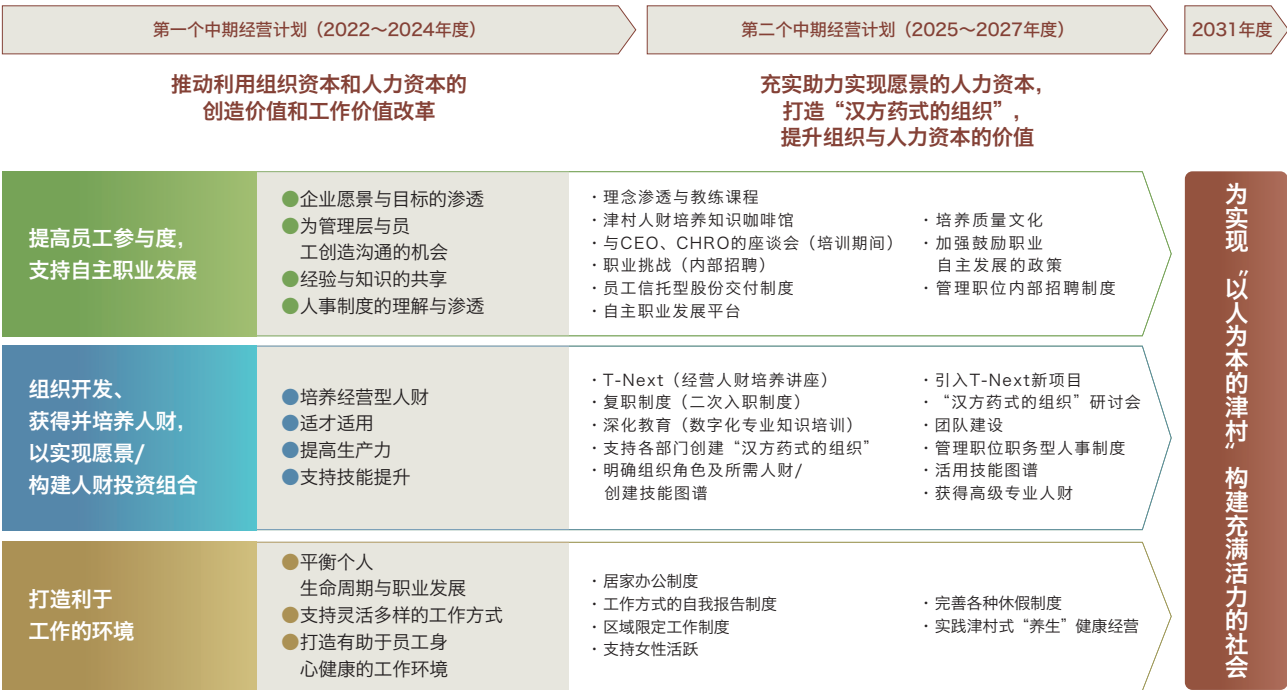 第一个中期经营计划（2022～2024年度）
第二个中期经营计划（2025～2027年度）
2031年度
推动利用组织资本和人力资本的
创造价值和工作价值改革
充实助力实现愿景的人力资本，
打造“汉方药式的组织”，
提升组织与人力资本的价值
提高员工参与度，
支持自主职业发展
●企业愿景与目标的渗透
●为管理层与员
工创造沟通的机会
●经验与知识的共享
●人事制度的理解与渗透
・理念渗透与教练课程
・津村人财培养知识咖啡馆
・与CEO、CHRO的座谈会（培训期间）
・职业挑战（内部招聘）
・员工信托型股份交付制度
・自主职业发展平台
・培养质量文化
・加强鼓励职业
自主发展的政策
・管理职位内部招聘制度
组织开发、
获得并培养人财，
以实现愿景/
构建人财投资组合
●培养经营型人财
●适才适用
●提高生产力
●支持技能提升
・T-Next（经营人财培养讲座）
・复职制度（二次入职制度）
・深化教育（数字化专业知识培训）
・支持各部门创建“汉方药式的组织”
・明确组织角色及所需人财/
创建技能图谱
・引入T-Next新项目
・“汉方药式的组织”研讨会
・团队建设
・管理职位职务型人事制度
・活用技能图谱
・获得高级专业人财
打造利于
工作的环境
●平衡个人
生命周期与职业发展
●支持灵活多样的工作方式
●打造有助于员工身
心健康的工作环境
・居家办公制度
・工作方式的自我报告制度
・区域限定工作制度
・支持女性活跃
・完善各种休假制度
・实践津村式“养生”健康经营
为实现“以人为本的津村”构建充满活力的社会